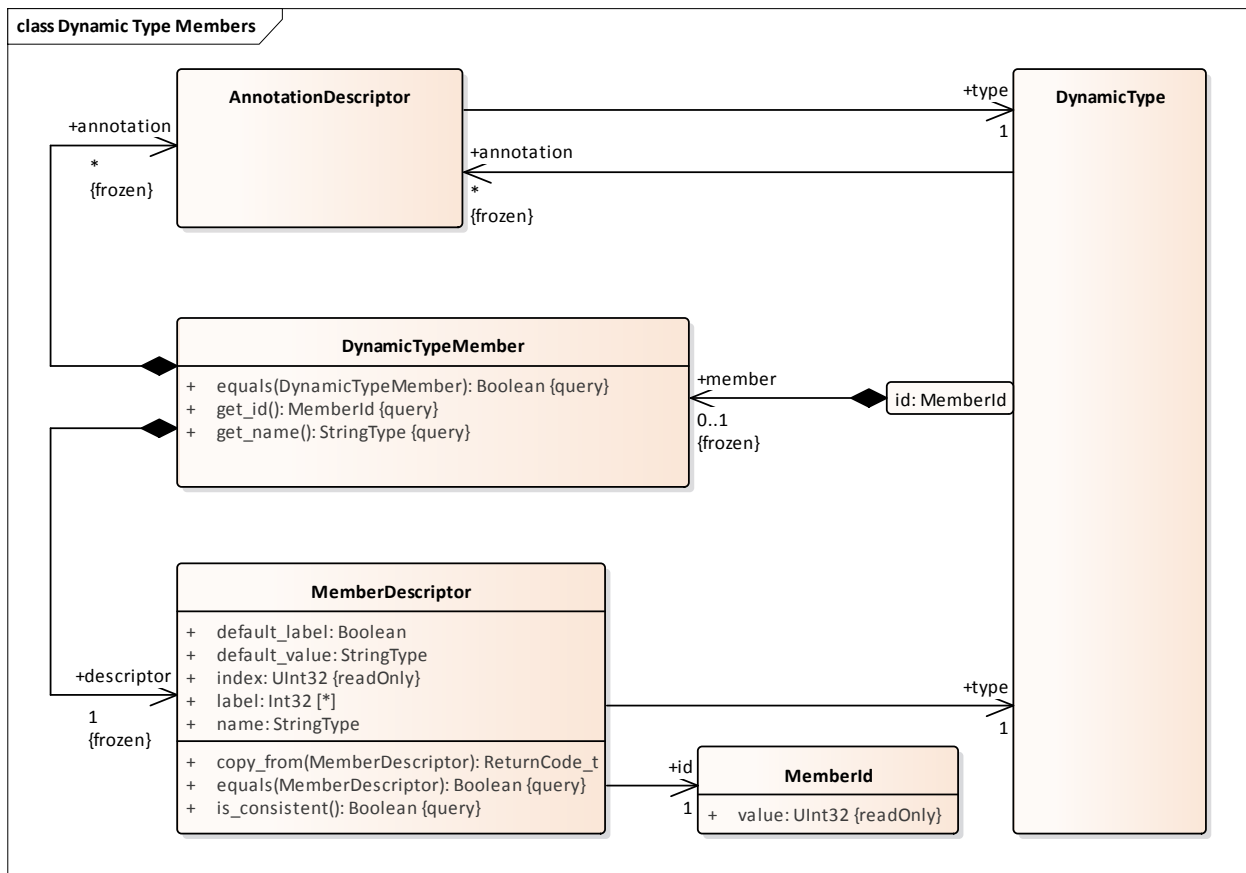 class Dynamic Type Members
AnnotationDescriptor
DynamicType
+type
1
+annotation
*
{frozen}
+annotation
*
{frozen}
DynamicTypeMember
+ equals(DynamicTypeMember): Boolean {query}
+ get_id(): MemberId {query}
+ get_name(): StringType {query}
+member
0..1
{frozen}
id: MemberId
MemberDescriptor
+ default_label: Boolean
+ default_value: StringType
+ index: UInt32 {readOnly}
+ label: Int32 [*]
+ name: StringType
+ copy_from(MemberDescriptor): ReturnCode_t
+ equals(MemberDescriptor): Boolean {query}
+ is_consistent(): Boolean {query}
+descriptor
1
{frozen}
+type
1
+id
1
MemberId
+ value: UInt32 {readOnly}